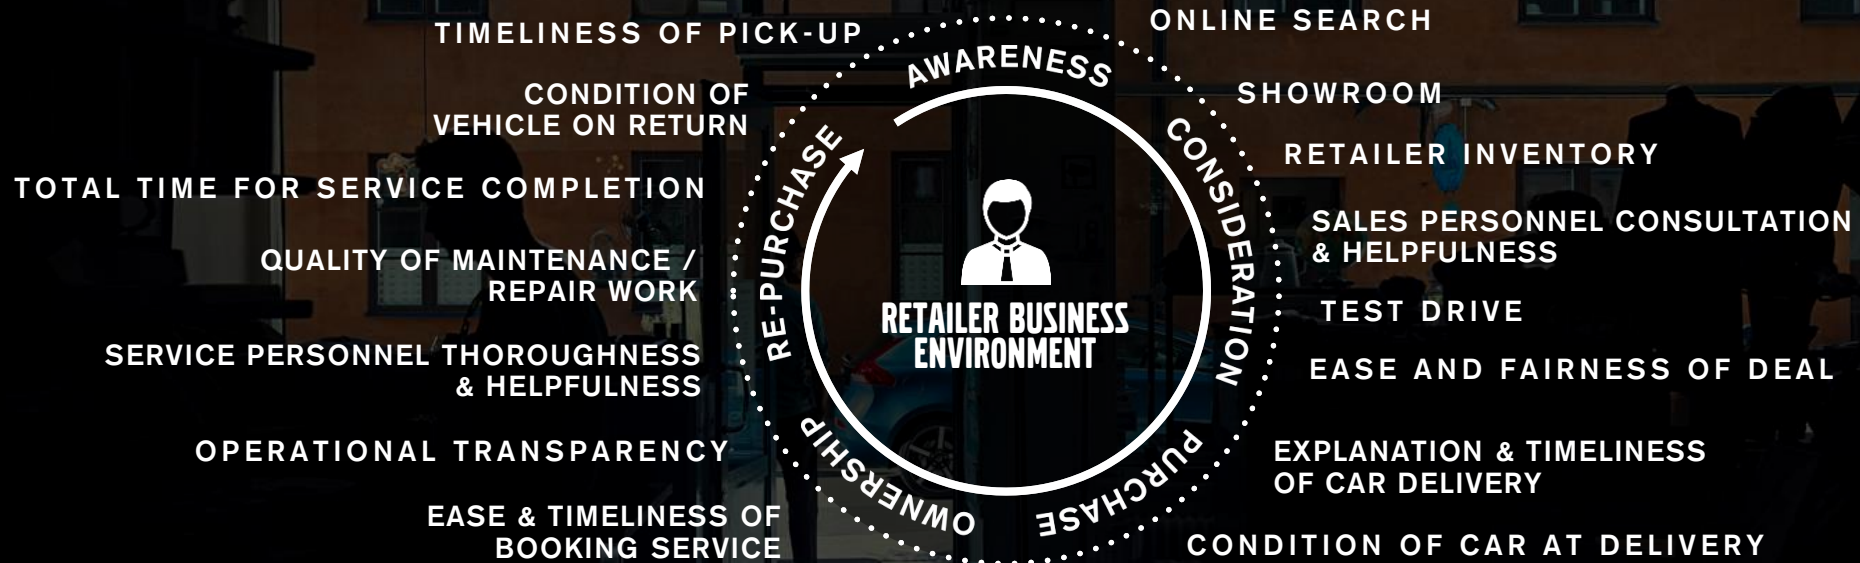 TIMELINESS OF PICK-UP
CONDITION OF
VEHICLE ON RETURN
TOTAL TIME FOR SERVICE COMPLETION
QUALITY OF MAINTENANCE /
REPAIR WORK
SERVICE PERSONNEL THOROUGHNESS
& HELPFULNESS
OPERATIONAL TRANSPARENCY
EASE & TIMELINESS OF
BOOKING SERVICE
AWARENESS
CONSIDERATION
PURCHASE
OWNERSHIP
RE-PURCHASE
RETAILER BUSINESS
ENVIRONMENT
ONLINE SEARCH
SHOWROOM
RETAILER INVENTORY
SALES PERSONNEL CONSULTATION
& HELPFULNESS
TEST DRIVE
EASE AND FAIRNESS OF DEAL
EXPLANATION & TIMELINESS
OF CAR DELIVERY
CONDITION OF CAR AT DELIVERY